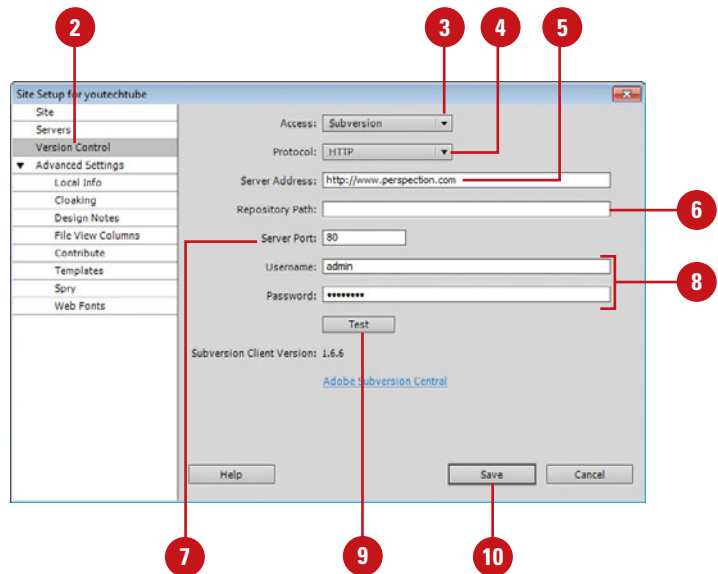 2
3
4
5
Site Setup for youtechtube
Site
Servers
Version Control
Advanced Settings
Local Info
Cloaking
Design Notes
File View Columns
Contribute
Templates
Spry
Web Fonts
Access: Subversion
Protocol: HTTP
Server Address: http://www.perspection.com
Repository Path:
6
Server Port: 80
Username: admin
8
Password: ••••••••
Test
Subversion Client Version: 1.6.6
Adobe Subversion Central
Help
Save
Cancel
7
9
10